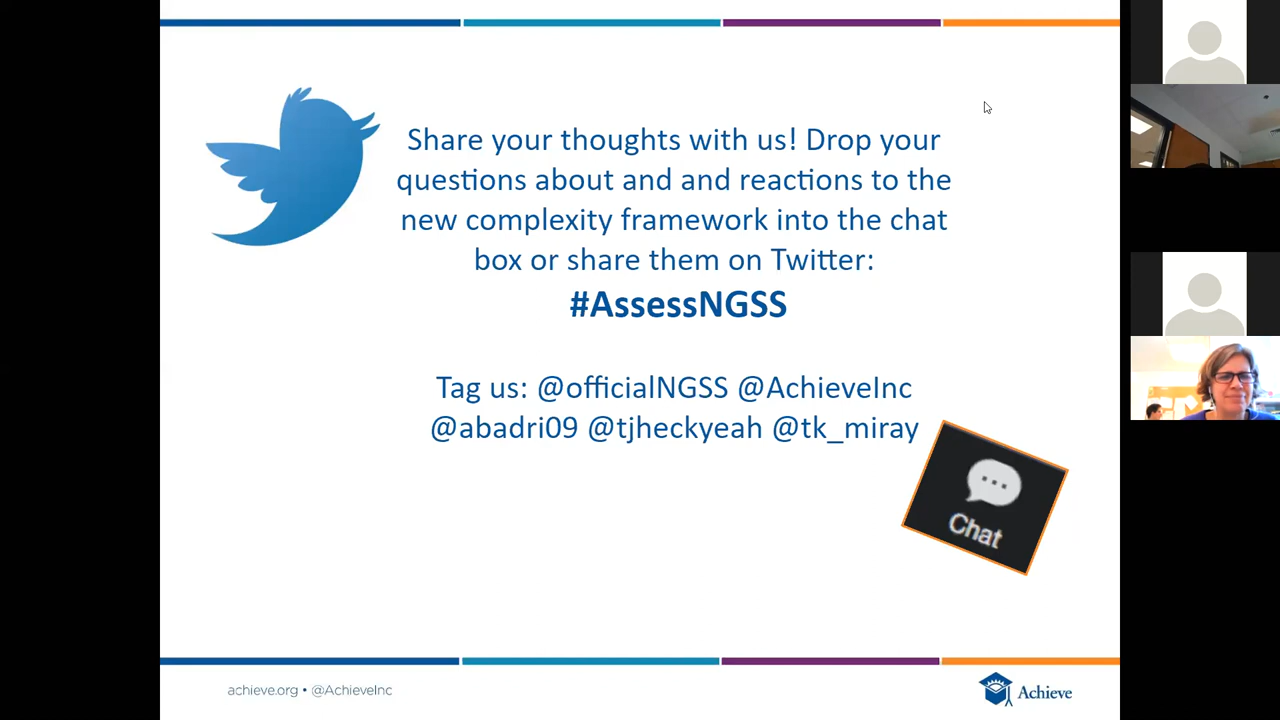 Share your thoughts with us! Drop your
questions about and and reactions to the
new complexity framework into the chat
box or share them on Twitter:
#AssessNGSS
Tag us: @officialNGSS @AchieveInc
@abadri09 @tjheckyeah @tk_miray
Chat
achieve.org • @AchieveInc
Achieve